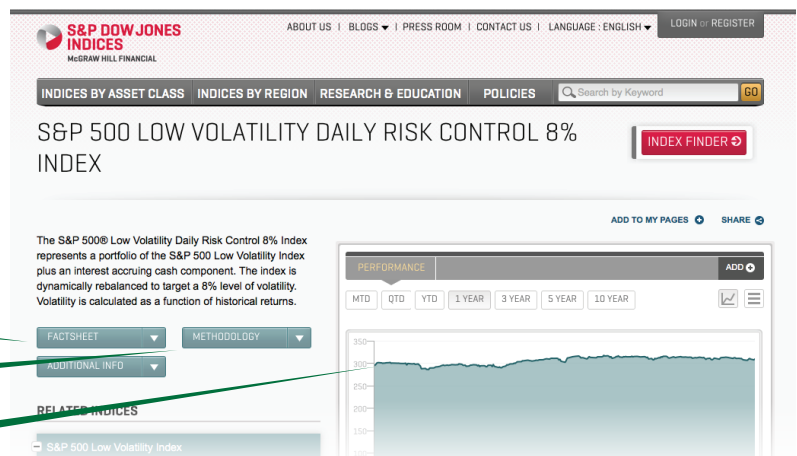 S&P DOW JONES
INDICES
McGRAW HILL FINANCIAL
ABOUT US | BLOGS | PRESS ROOM | CONTACT US | LANGUAGE : ENGLISH
LOGIN or REGISTER
INDICES BY ASSET CLASS INDICES BY REGION RESEARCH & EDUCATION POLICIES Search by Keyword GO
S&P 500 LOW VOLATILITY DAILY RISK CONTROL 8%
INDEX
INDEX FINDER
ADD TO MY PAGES SHARE
The S&P 500® Low Volatility Daily Risk Control 8% Index
represents a portfolio of the S&P 500 Low Volatility Index
plus an interest accruing cash component. The index is
dynamically rebalanced to target a 8% level of volatility.
Volatility is calculated as a function of historical returns.
FACTSHEET METHODOLOGY
ADDITIONAL INFO
RELATED INDICES
S&P 500 Low Volatility Index
PERFORMANCE ADD
MTD QTD YTD 1 YEAR 3 YEAR 5 YEAR 10 YEAR
350
300
250
200
150
100